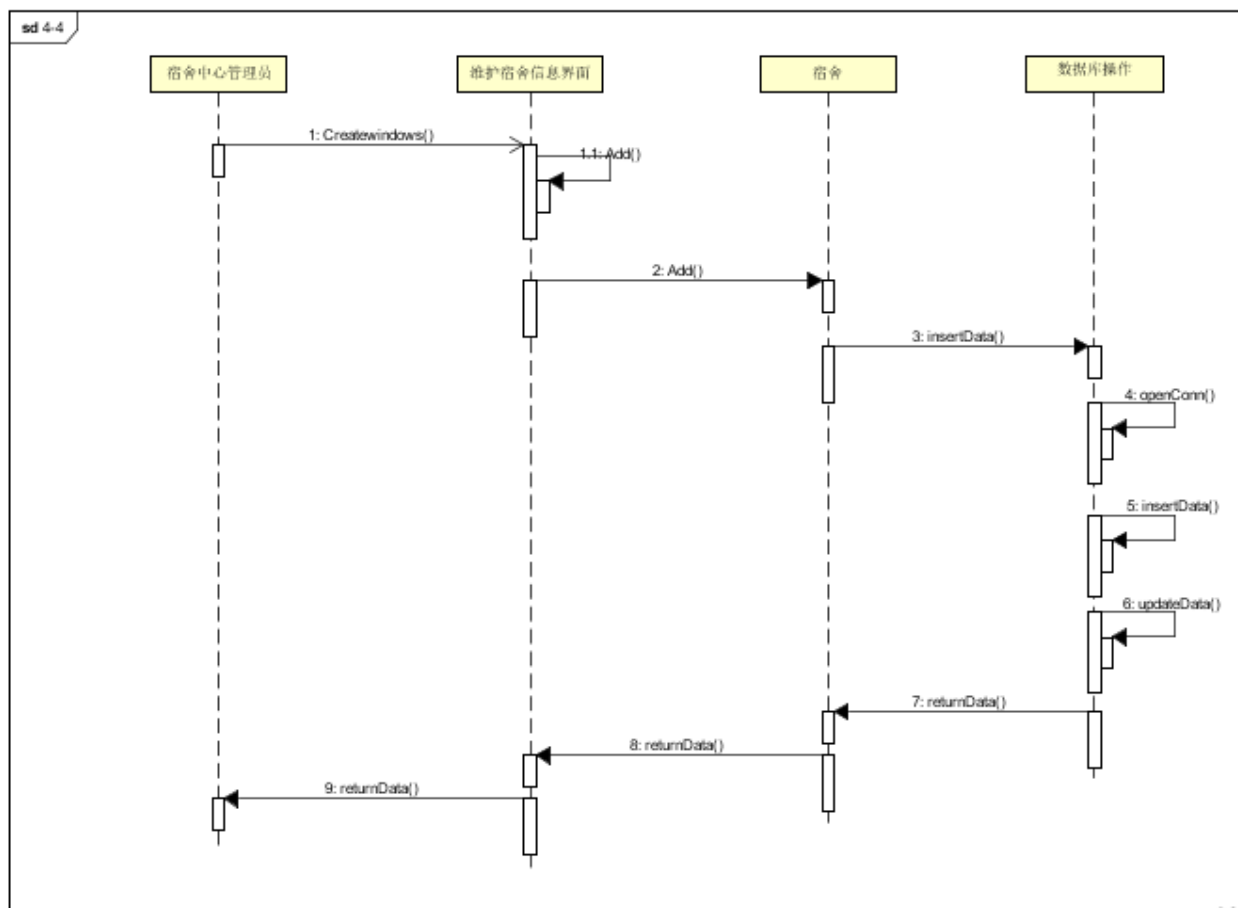 sd 4-4
宿舍中心管理员
维护宿舍信息界面
宿舍
数据库操作
1: Createwindows()
1.1: Add()
2: Add()
3: insertData()
4: openConn()
5: insertData()
6: updateData()
7: returnData()
8: returnData()
9: returnData()